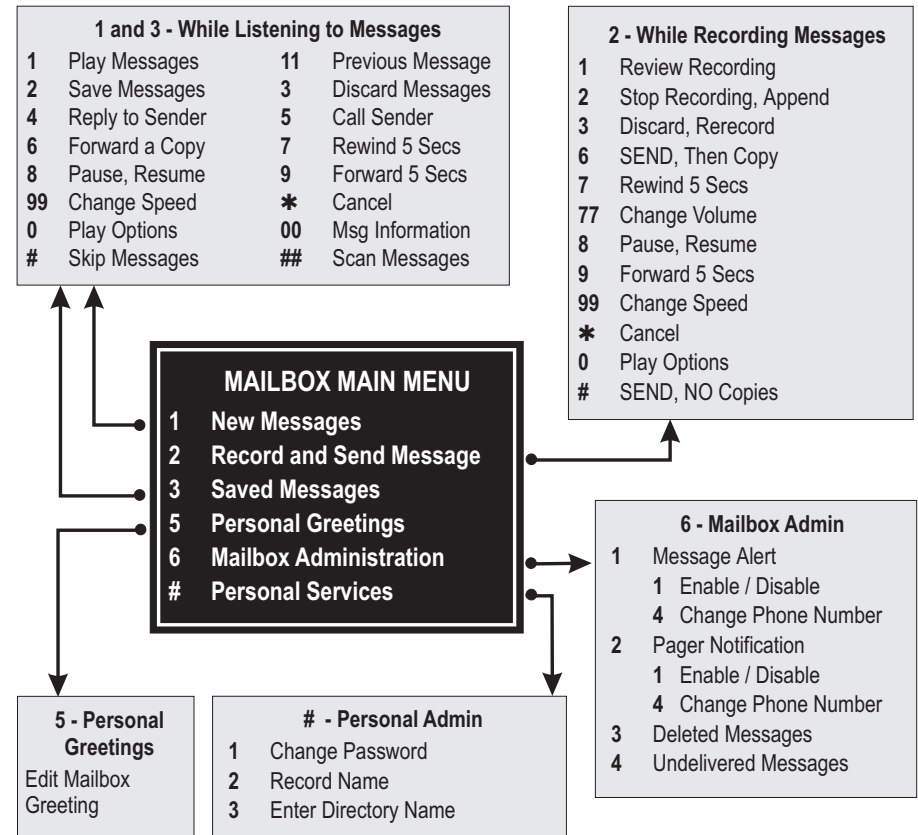 1 and 3 - While Listening to Messages
1 Play Messages 11 Previous Message
2 Save Messages 3 Discard Messages
4 Reply to Sender 5 Call Sender
6 Forward a Copy 7 Rewind 5 Secs
8 Pause, Resume 9 Forward 5 Secs
99 Change Speed ✱ Cancel
0 Play Options 00 Msg Information
# Skip Messages ## Scan Messages
2 - While Recording Messages
1 Review Recording
2 Stop Recording, Append
3 Discard, Rerecord
6 SEND, Then Copy
7 Rewind 5 Secs
77 Change Volume
8 Pause, Resume
9 Forward 5 Secs
99 Change Speed
✱ Cancel
0 Play Options
# SEND, NO Copies
MAILBOX MAIN MENU
1 New Messages
2 Record and Send Message
3 Saved Messages
5 Personal Greetings
6 Mailbox Administration
# Personal Services
6 - Mailbox Admin
1 Message Alert
1 Enable / Disable
4 Change Phone Number
2 Pager Notification
1 Enable / Disable
4 Change Phone Number
3 Deleted Messages
4 Undelivered Messages
5 - Personal
Greetings
Edit Mailbox
Greeting
# - Personal Admin
1 Change Password
2 Record Name
3 Enter Directory Name